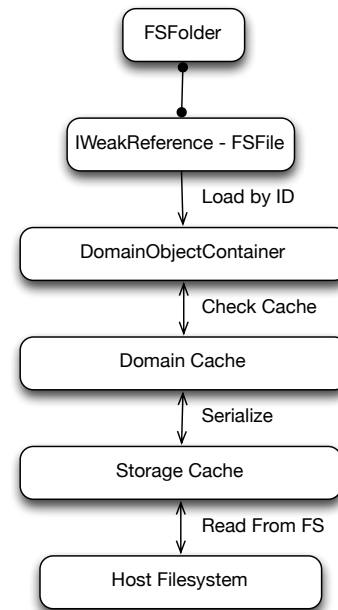 FSFolder
IWeakReference - FSFile
Load by ID
DomainObjectContainer
Check Cache
Domain Cache
Serialize
Storage Cache
Read From FS
Host Filesystem